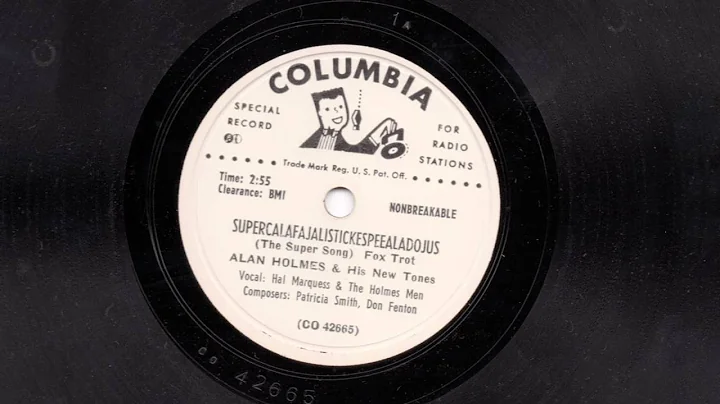 1A
COLUMBIA
SPECIAL
RECORD
FOR
RADIO
STATIONS
Trade Mark Reg. U. S. Pat. Off.
Time: 2:55
Clearance: BMI
NONBREAKABLE
SUPERCALAFAJALISTICKESPEEALADOJUS
(The Super Song) Fox Trot
ALAN HOLMES & His New Tones
Vocal: Hal Marquess & The Holmes Men
Composers: Patricia Smith, Don Fenton
(CO 42665)
CO 42665